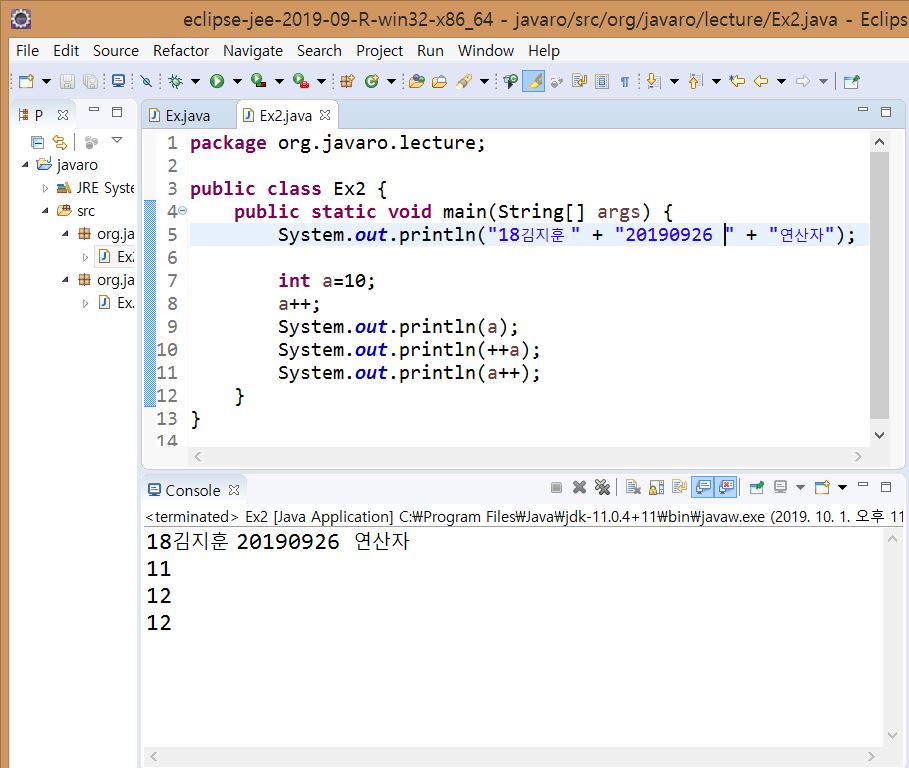 eclipse-jee-2019-09-R-win32-x86_64 - javaro/src/org/javaro/lecture/Ex2.java - Eclips
File Edit Source Refactor Navigate Search Project Run Window Help
P
javaro
JRE Syste
src
org.ja
Ex2
org.ja
Ex.
Ex.java Ex2.java
1 package org.javaro.lecture;
2
3 public class Ex2 {
4 public static void main(String[] args) {
5 System.out.println("18김지훈 " + "20190926 " + "연산자");
6
7 int a=10;
8 a++;
9 System.out.println(a);
10 System.out.println(++a);
11 System.out.println(a++);
12 }
13 }
14
Console
<terminated> Ex2 [Java Application] C:₩Program Files₩Java₩jdk-11.0.4+11₩bin₩javaw.exe (2019. 10. 1. 오후 11
18김지훈 20190926 연산자
11
12
12